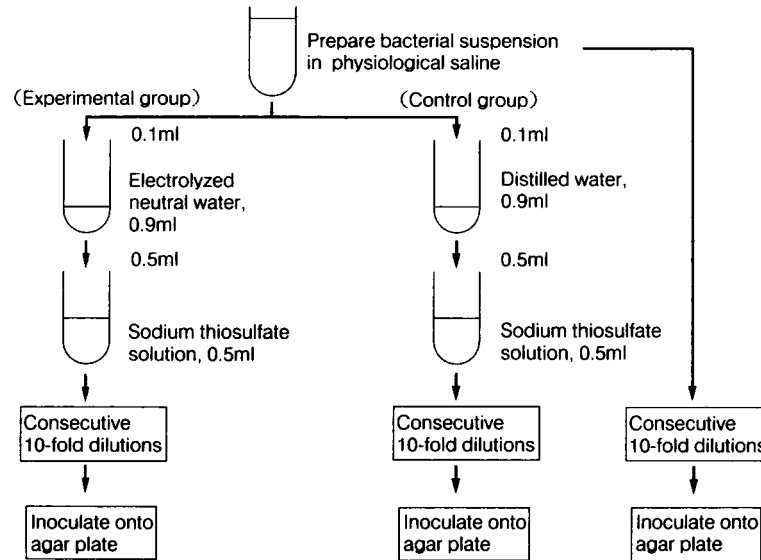 Prepare bacterial suspension
in physiological saline
(Experimental group)
(Control group)
0.1ml
0.1ml
Electrolyzed
neutral water,
0.9ml
Distilled water,
0.9ml
0.5ml
0.5ml
Sodium thiosulfate
solution, 0.5ml
Sodium thiosulfate
solution, 0.5ml
Consecutive
10-fold dilutions
Consecutive
10-fold dilutions
Consecutive
10-fold dilutions
Inoculate onto
agar plate
Inoculate onto
agar plate
Inoculate onto
agar plate